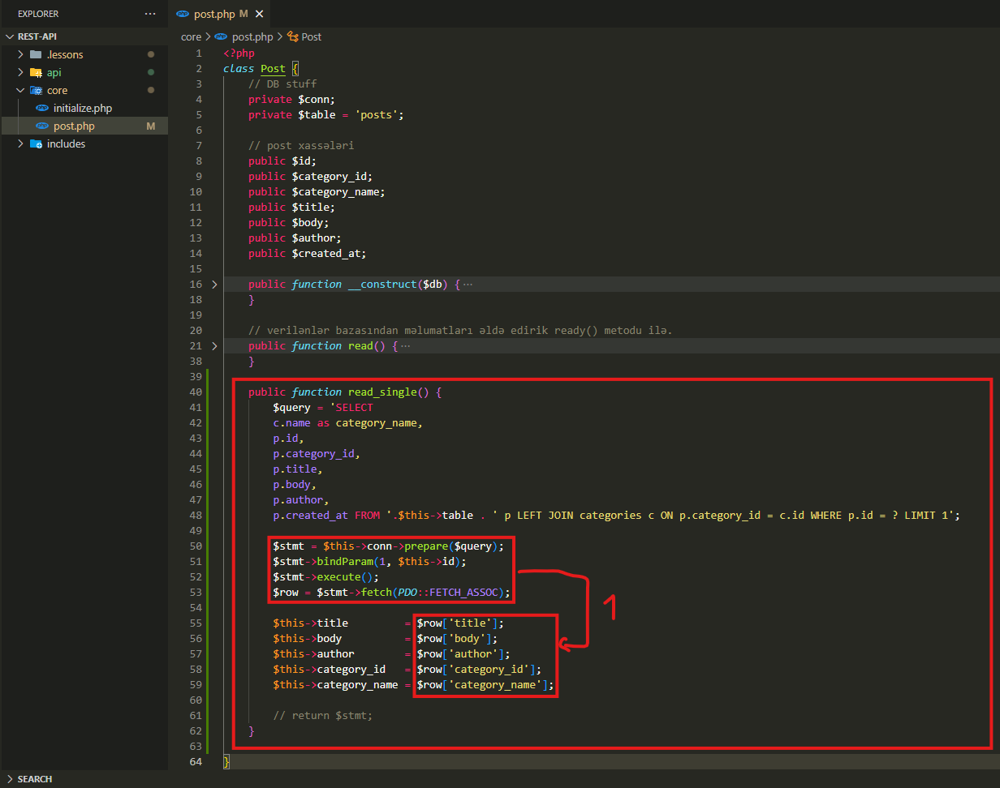 EXPLORER ...
REST-API
.lessons
api
core
initialize.php
post.php M
includes
SEARCH
post.php M
core > post.php > Post
1 <?php
2 class Post {
3 // DB stuff
4 private $conn;
5 private $table = 'posts';
6
7 // post xassələri
8 public $id;
9 public $category_id;
10 public $category_name;
11 public $title;
12 public $body;
13 public $author;
14 public $created_at;
15
16 public function __construct($db) { ...
18 }
19
20 // verilənlər bazasından məlumatları əldə edirik ready() metodu ilə.
21 public function read() { ...
38 }
39
40 public function read_single() {
41 $query = 'SELECT
42 c.name as category_name,
43 p.id,
44 p.category_id,
45 p.title,
46 p.body,
47 p.author,
48 p.created_at FROM '.$this->table . ' p LEFT JOIN categories c ON p.category_id = c.id WHERE p.id = ? LIMIT 1';
49
50 $stmt = $this->conn->prepare($query);
51 $stmt->bindParam(1, $this->id);
52 $stmt->execute();
53 $row = $stmt->fetch(PDO::FETCH_ASSOC);
1
54
55 $this->title = $row['title'];
56 $this->body = $row['body'];
57 $this->author = $row['author'];
58 $this->category_id = $row['category_id'];
59 $this->category_name = $row['category_name'];
60
61 // return $stmt;
62 }
63
64 }